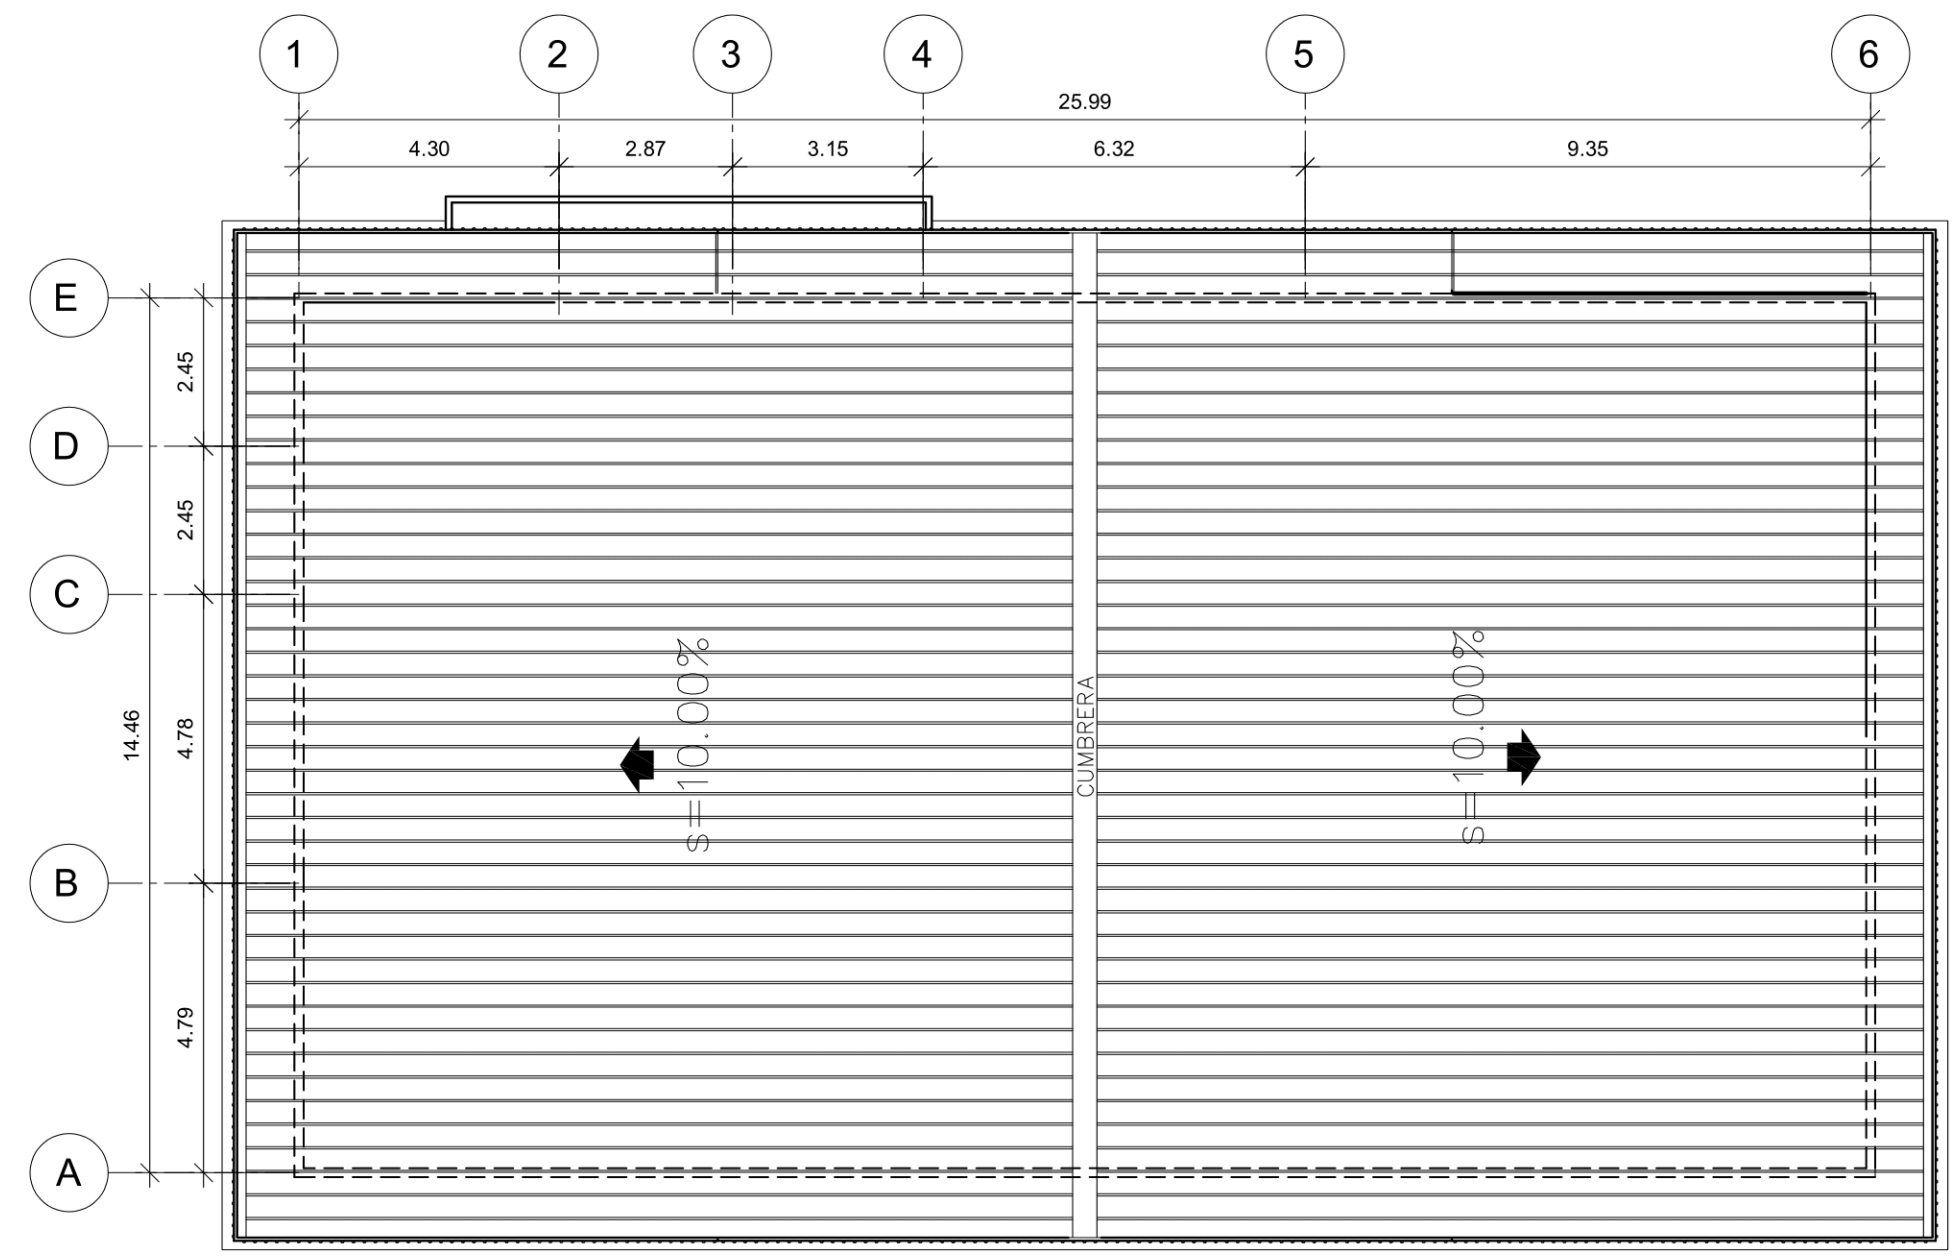 1 2 3 4 5 6
25.99
4.30 2.87 3.15 6.32 9.35
E
2.45
D
2.45
C
s=10.00%
s=10.00%
CUMBRERA
14.46
4.78
B
4.79
A